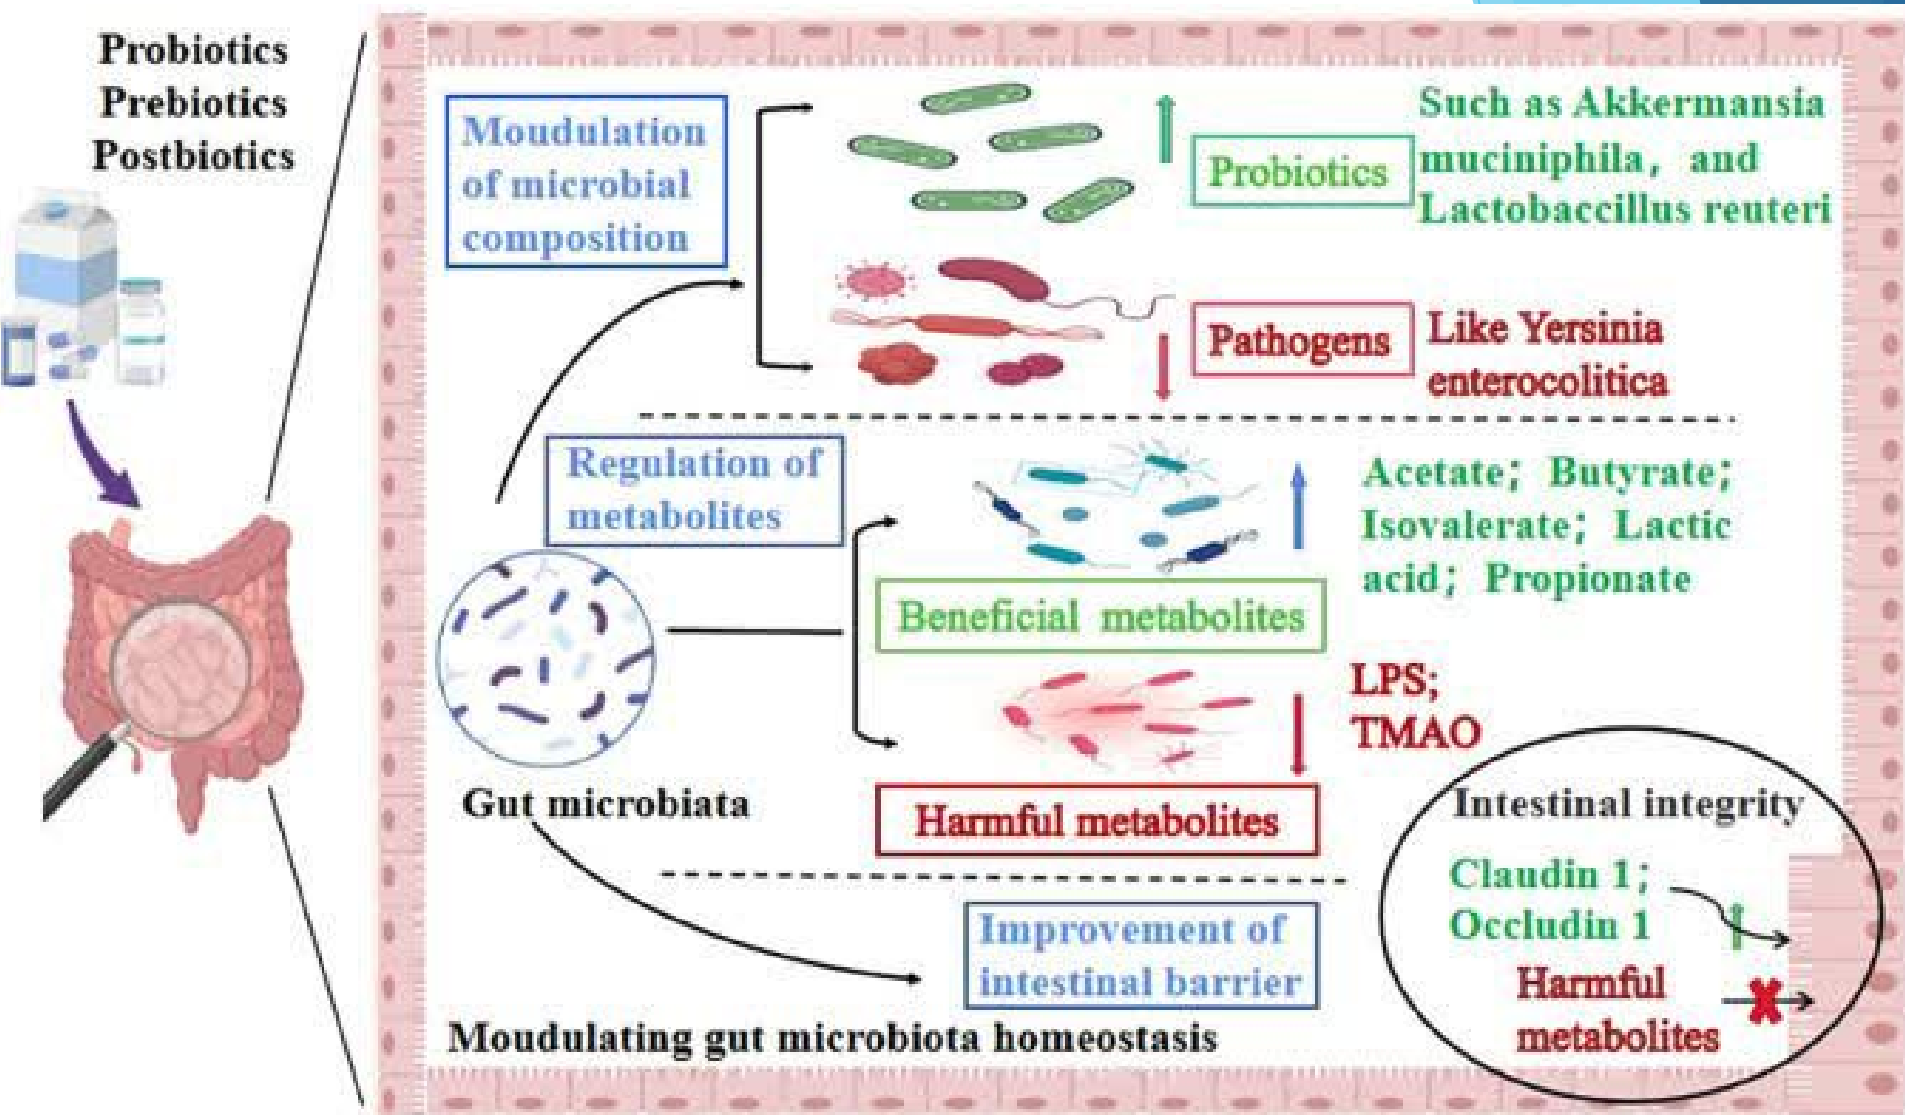 Probiotics
Prebiotics
Postbiotics
Moudulation
of microbial
composition
Probiotics
Such as Akkermansia
muciniphila, and
Lactobaccillus reuteri
Pathogens
Like Yersinia
enterocolitica
Regulation of
metabolites
Acetate; Butyrate;
Isovalerate; Lactic
acid; Propionate
Beneficial metabolites
LPS;
TMAO
Harmful metabolites
Gut microbiata
Improvement of
intestinal barrier
Intestinal integrity
Claudin 1;
Occludin 1
Harmful
metabolites
Moudulating gut microbiota homeostasis